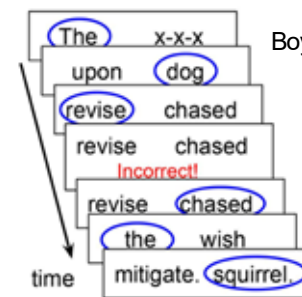 The x-x-x
Boy
upon dog
revise chased
revise chased
Incorrect!
revise chased
the wish
mitigate. squirrel.
time